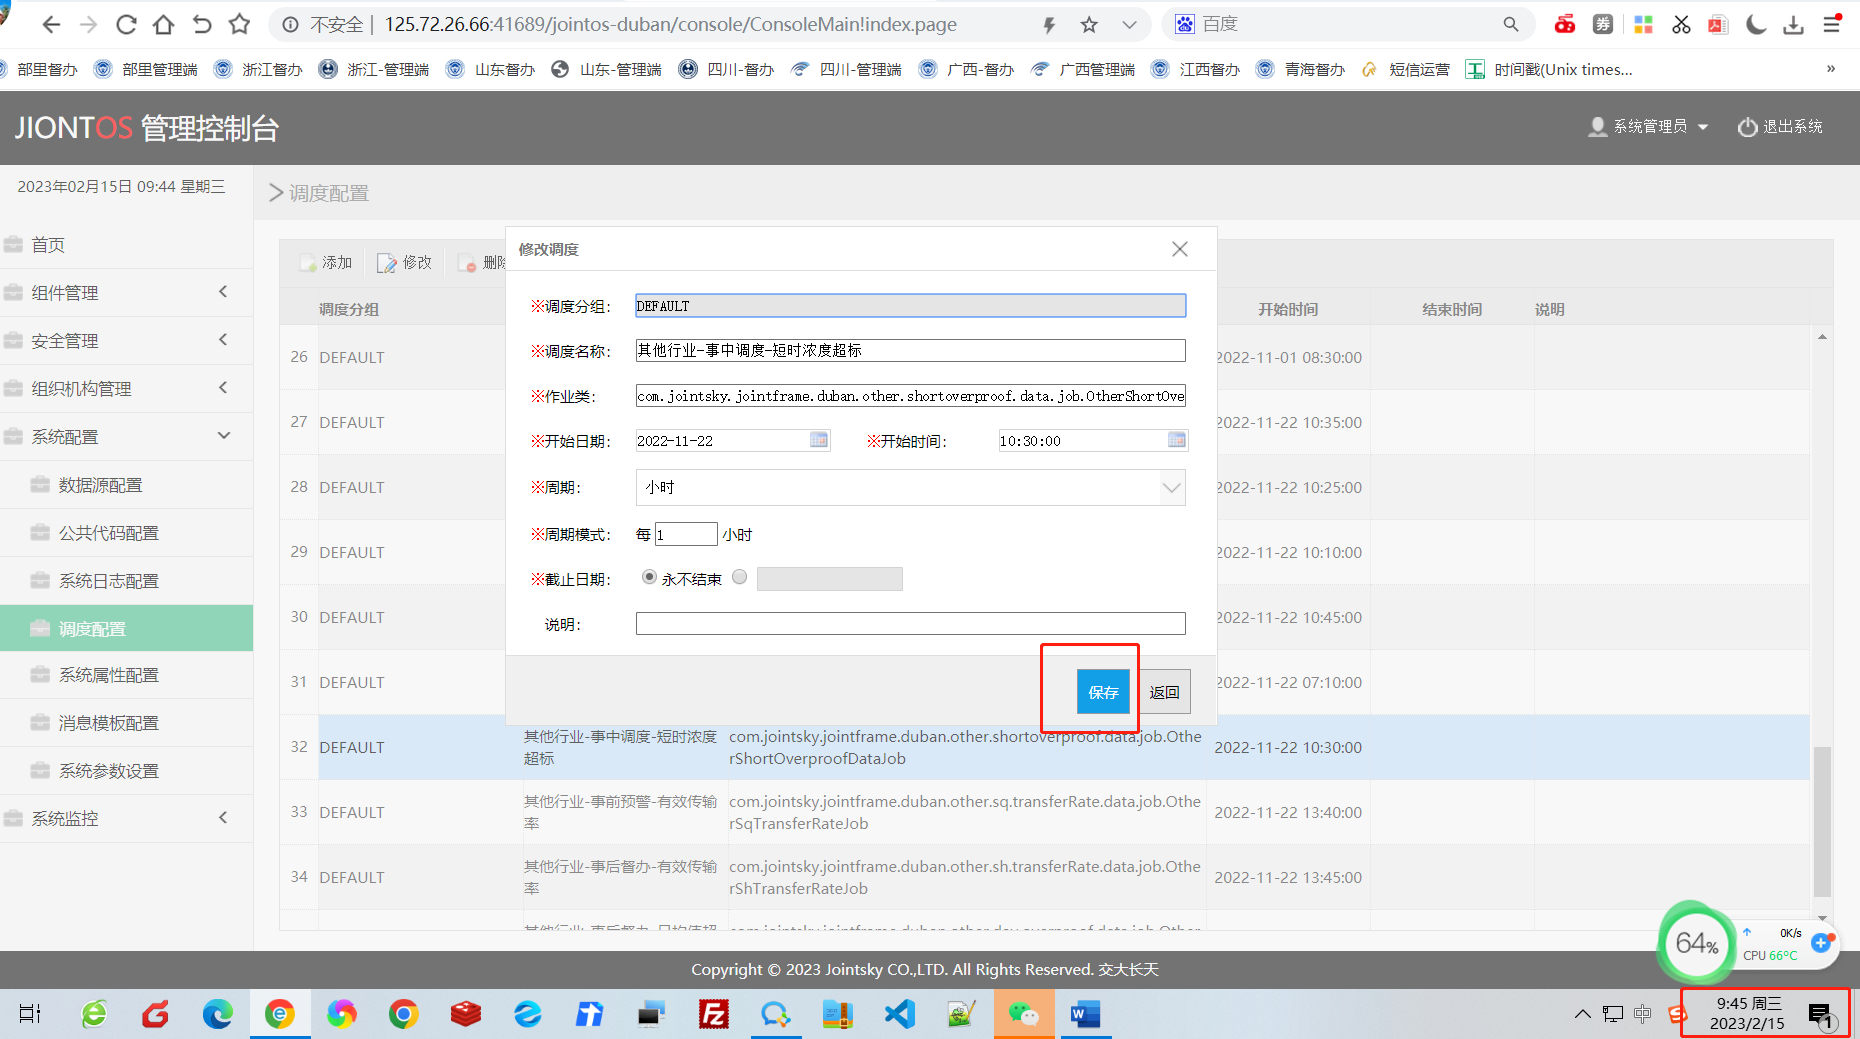 不安全 | 125.72.26.66:41689/jointos-duban/console/ConsoleMain!index.page
百度
券
部里督办 部里管理端 浙江督办 浙江-管理端 山东督办 山东-管理端 四川-督办 四川-管理端 广西-督办 广西管理端 江西督办 青海督办 短信运营 时间戳(Unix times... »
JIONTOS 管理控制台
系统管理员 退出系统
2023年02月15日 09:44 星期三
首页
组件管理
安全管理
组织机构管理
系统配置
数据源配置
公共代码配置
系统日志配置
调度配置
系统属性配置
消息模板配置
系统参数设置
系统监控
> 调度配置
添加 修改 删除
调度分组 开始时间 结束时间 说明
26 DEFAULT 2022-11-01 08:30:00
27 DEFAULT 2022-11-22 10:35:00
28 DEFAULT 2022-11-22 10:25:00
29 DEFAULT 2022-11-22 10:10:00
30 DEFAULT 2022-11-22 10:45:00
31 DEFAULT 2022-11-22 07:10:00
32 DEFAULT 其他行业-事中调度-短时浓度超标 com.jointsky.jointframe.duban.other.shortoverproof.data.job.OtherShortOverproofDataJob 2022-11-22 10:30:00
33 DEFAULT 其他行业-事前预警-有效传输率 com.jointsky.jointframe.duban.other.sq.transferRate.data.job.OtherSqTransferRateJob 2022-11-22 13:40:00
34 DEFAULT 其他行业-事后督办-有效传输率 com.jointsky.jointframe.duban.other.sh.transferRate.data.job.OtherShTransferRateJob 2022-11-22 13:45:00
修改调度
※调度分组: DEFAULT
※调度名称: 其他行业-事中调度-短时浓度超标
※作业类: com.jointsky.jointframe.duban.other.shortoverproof.data.job.OtherShortOve
※开始日期: 2022-11-22 ※开始时间: 10:30:00
※周期: 小时
※周期模式: 每 1 小时
※截止日期: 永不结束
说明:
保存 返回
64% 0K/s
CPU 66°C
Copyright © 2023 Jointsky CO.,LTD. All Rights Reserved. 交大长天
中
9:45 周三
2023/2/15
1